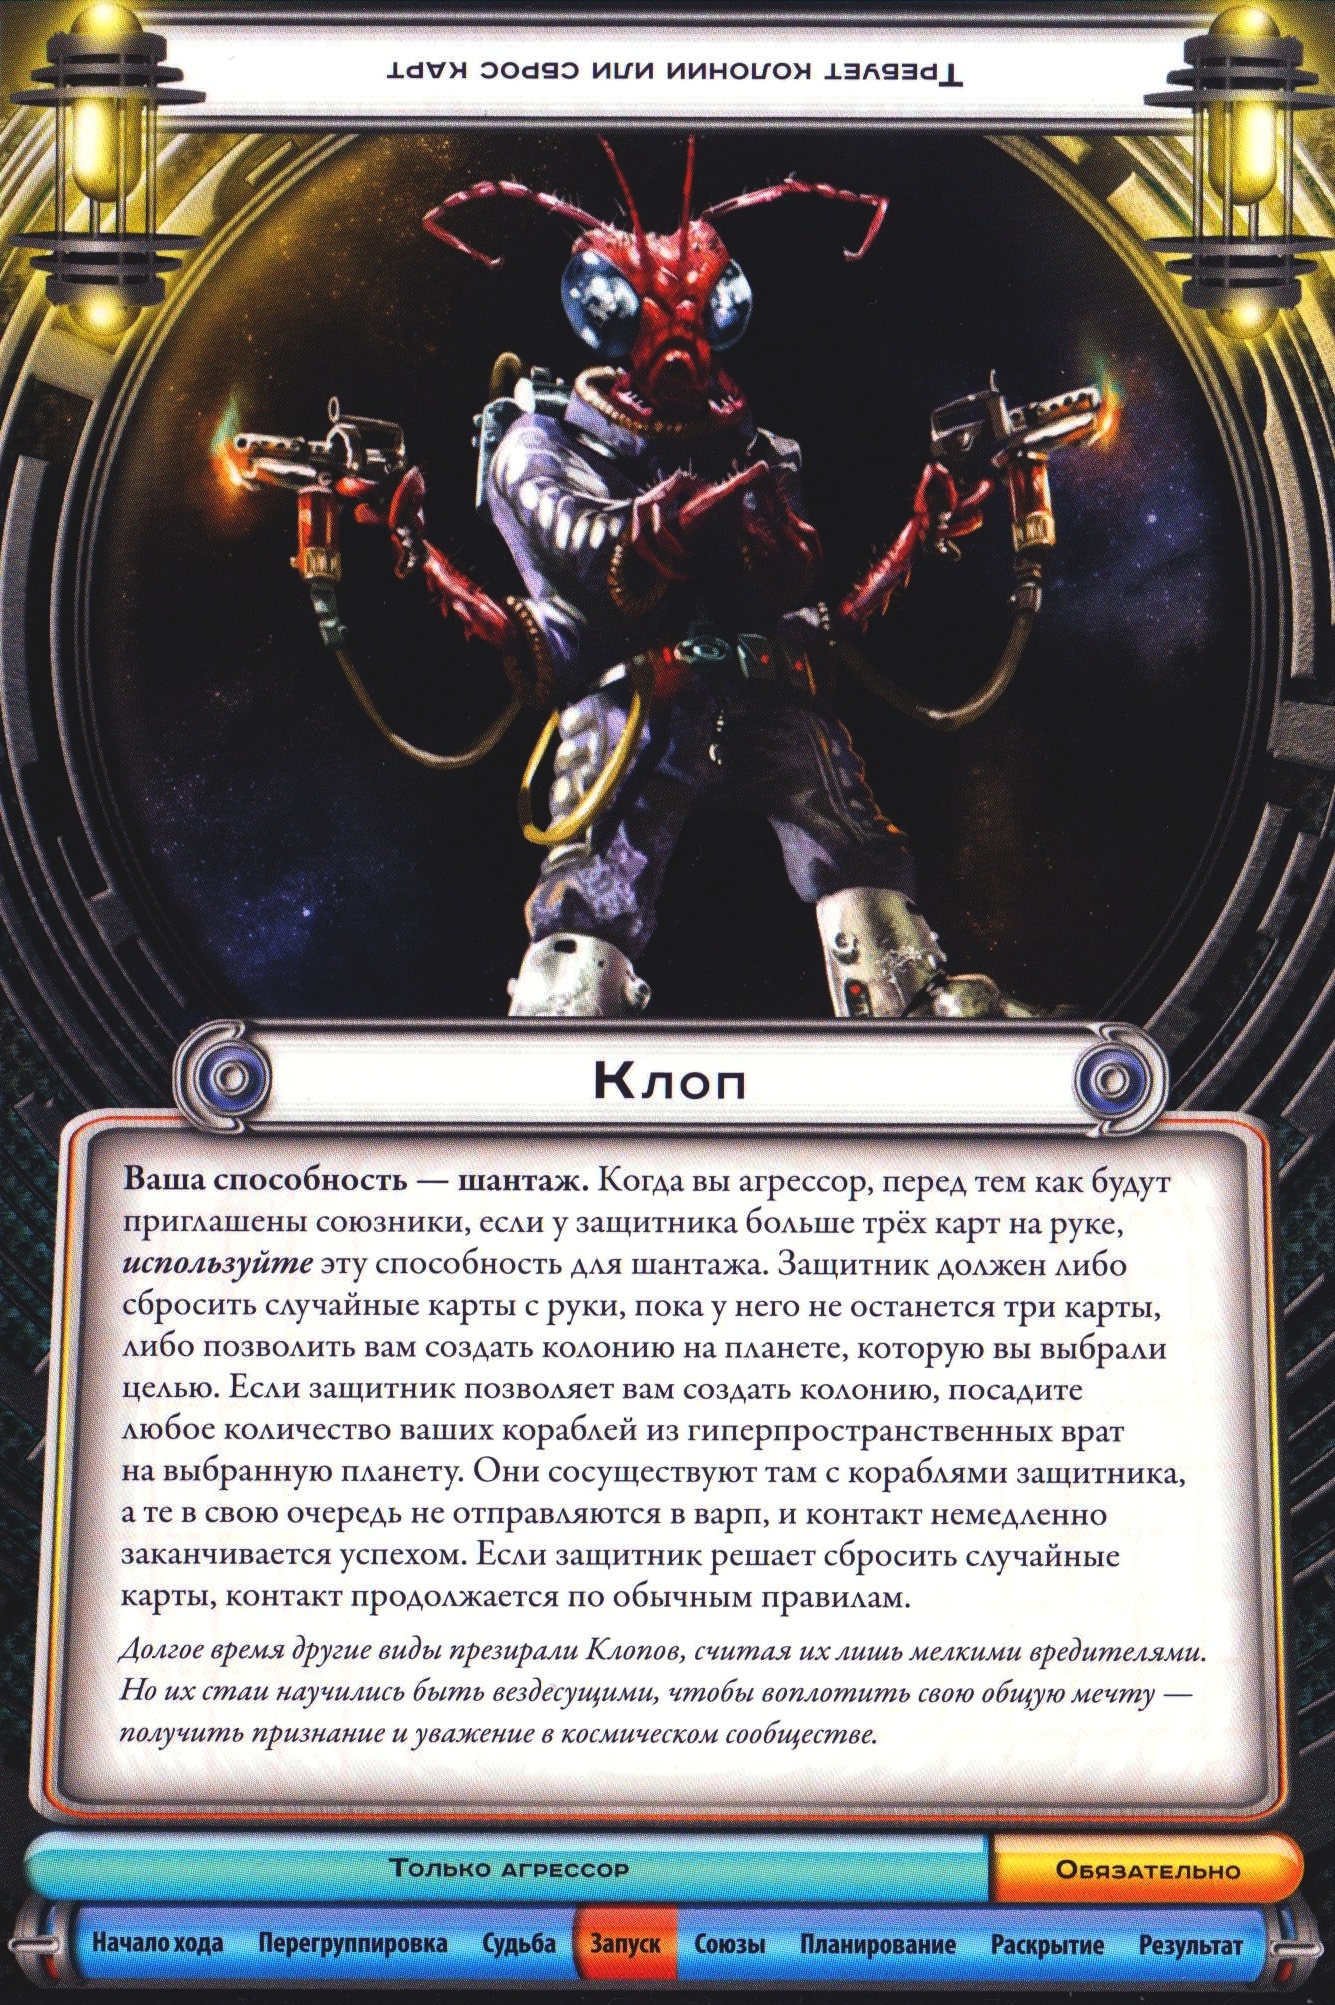 Требует колонии или сброс карт
Клоп
Ваша способность — шантаж. Когда вы агрессор, перед тем как будут
приглашены союзники, если у защитника больше трёх карт на руке,
используйте эту способность для шантажа. Защитник должен либо
сбросить случайные карты с руки, пока у него не останется три карты,
либо позволить вам создать колонию на планете, которую вы выбрали
целью. Если защитник позволяет вам создать колонию, посадите
любое количество ваших кораблей из гиперпространственных врат
на выбранную планету. Они сосуществуют там с кораблями защитника,
а те в свою очередь не отправляются в варп, и контакт немедленно
заканчивается успехом. Если защитник решает сбросить случайные
карты, контакт продолжается по обычным правилам.
Долгое время другие виды презирали Клопов, считая их лишь мелкими вредителями.
Но их стаи научились быть вездесущими, чтобы воплотить свою общую мечту —
получить признание и уважение в космическом сообществе.
Только агрессор Обязательно
Начало хода Перегруппировка Судьба Запуск Союзы Планирование Раскрытие Результат